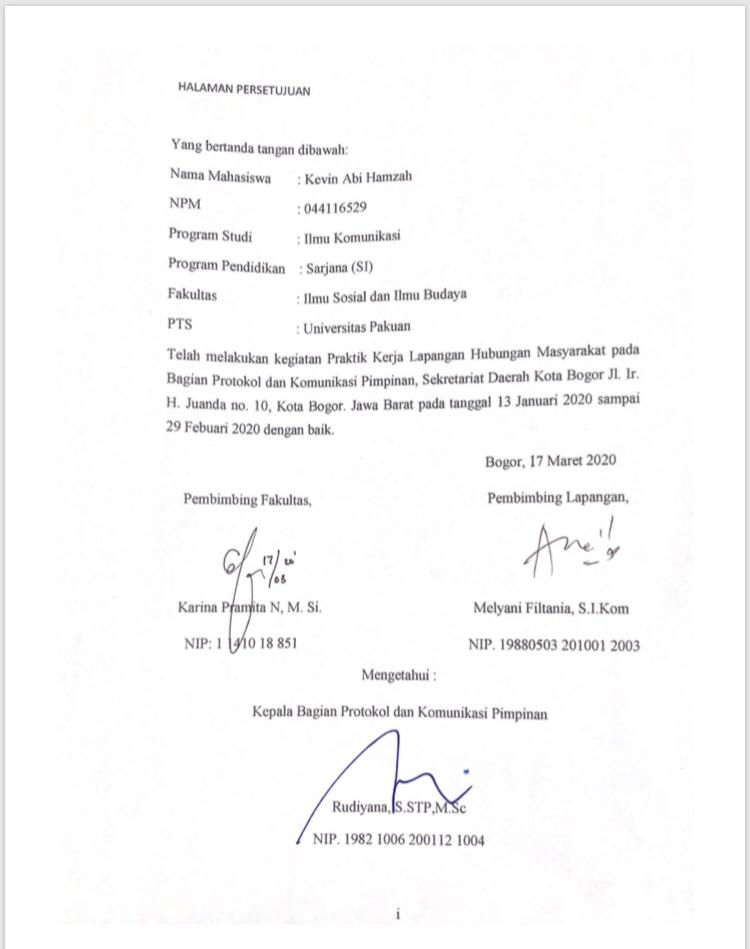 HALAMAN PERSETUJUAN
Yang bertanda tangan dibawah:
Nama Mahasiswa : Kevin Abi Hamzah
NPM : 044116529
Program Studi : Ilmu Komunikasi
Program Pendidikan : Sarjana (SI)
Fakultas : Ilmu Sosial dan Ilmu Budaya
PTS : Universitas Pakuan
Telah melakukan kegiatan Praktik Kerja Lapangan Hubungan Masyarakat pada
Bagian Protokol dan Komunikasi Pimpinan, Sekretariat Daerah Kota Bogor Jl. Ir.
H. Juanda no. 10, Kota Bogor. Jawa Barat pada tanggal 13 Januari 2020 sampai
29 Febuari 2020 dengan baik.
Bogor, 17 Maret 2020
Pembimbing Fakultas, Pembimbing Lapangan,
Karina Pramita N, M. Si. Melyani Filtania, S.I.Kom
NIP: 1 1410 18 851 NIP. 19880503 201001 2003
Mengetahui :
Kepala Bagian Protokol dan Komunikasi Pimpinan
Rudiyana, S.STP,M.Sc
NIP. 1982 1006 200112 1004
i